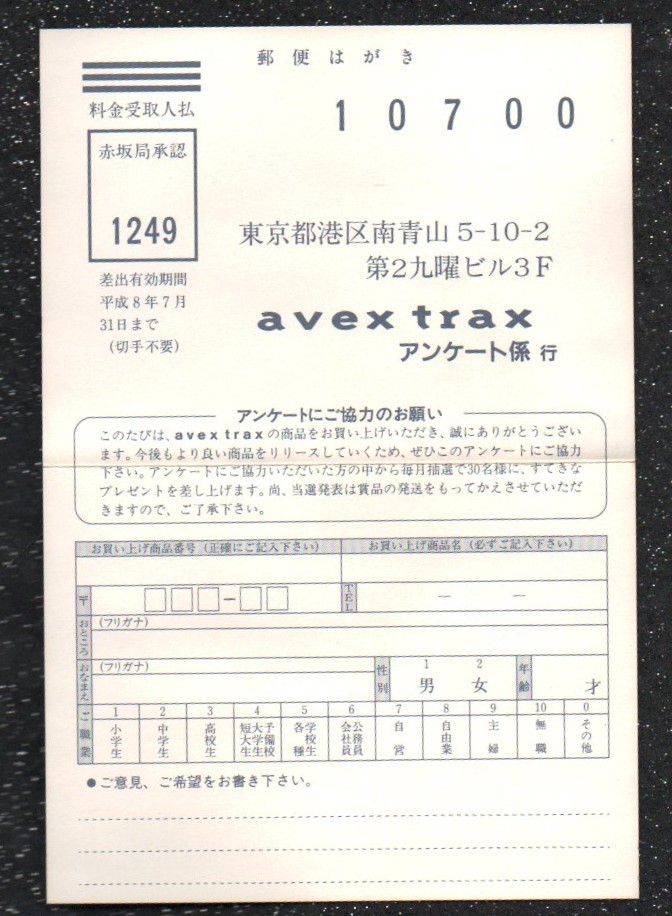 郵便はがき
料金受取人払
10700
赤坂局承認
1249
差出有効期間
平成8年7月
31日まで
(切手不要)
東京都港区南青山5-10-2
第2九曜ビル3F
avex trax
アンケート係 行
アンケートにご協力のお願い
このたびは、avex traxの商品をお買い上げいただき、誠にありがとうござい
ます。今後もより良い商品をリリースしていくため、ぜひこのアンケートにご協力
下さい。アンケートにご協力いただいた方の中から毎月抽選で30名様に、すてきな
プレゼントを差し上げます。尚、当選発表は賞品の発送をもってかえさせていただ
きますので、ご了承下さい。
お買い上げ商品番号(正確にご記入下さい)
お買い上げ商品名(必ずご記入下さい)
〒 - TEL — —
おところ (フリガナ)
おなまえ (フリガナ)
性別 1 男 2 女
年齢 才
ご職業
1 小学生
2 中学生
3 高校生
4 予備校 大学生 短大生
5 各種学校生
6 公務員 会社員
7 自営
8 自由業
9 主婦
10 無職
0 その他
●ご意見、ご希望をお書き下さい。